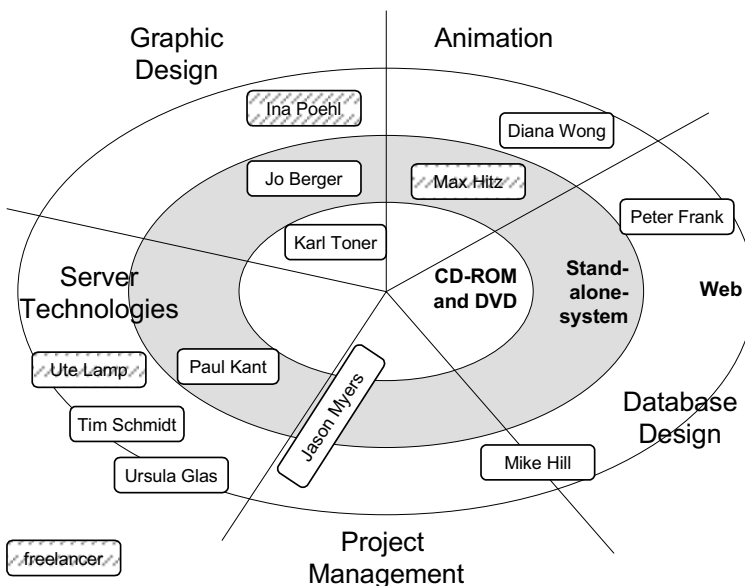 Graphic
Design
Animation
Ina Poehl
Diana Wong
Jo Berger
Max Hitz
Peter Frank
Karl Toner
Server
Technologies
CD-ROM
and DVD
Stand-
alone-
system
Web
Ute Lamp
Paul Kant
Jason Myers
Tim Schmidt
Database
Design
Ursula Glas
Mike Hill
Project
Management
freelancer